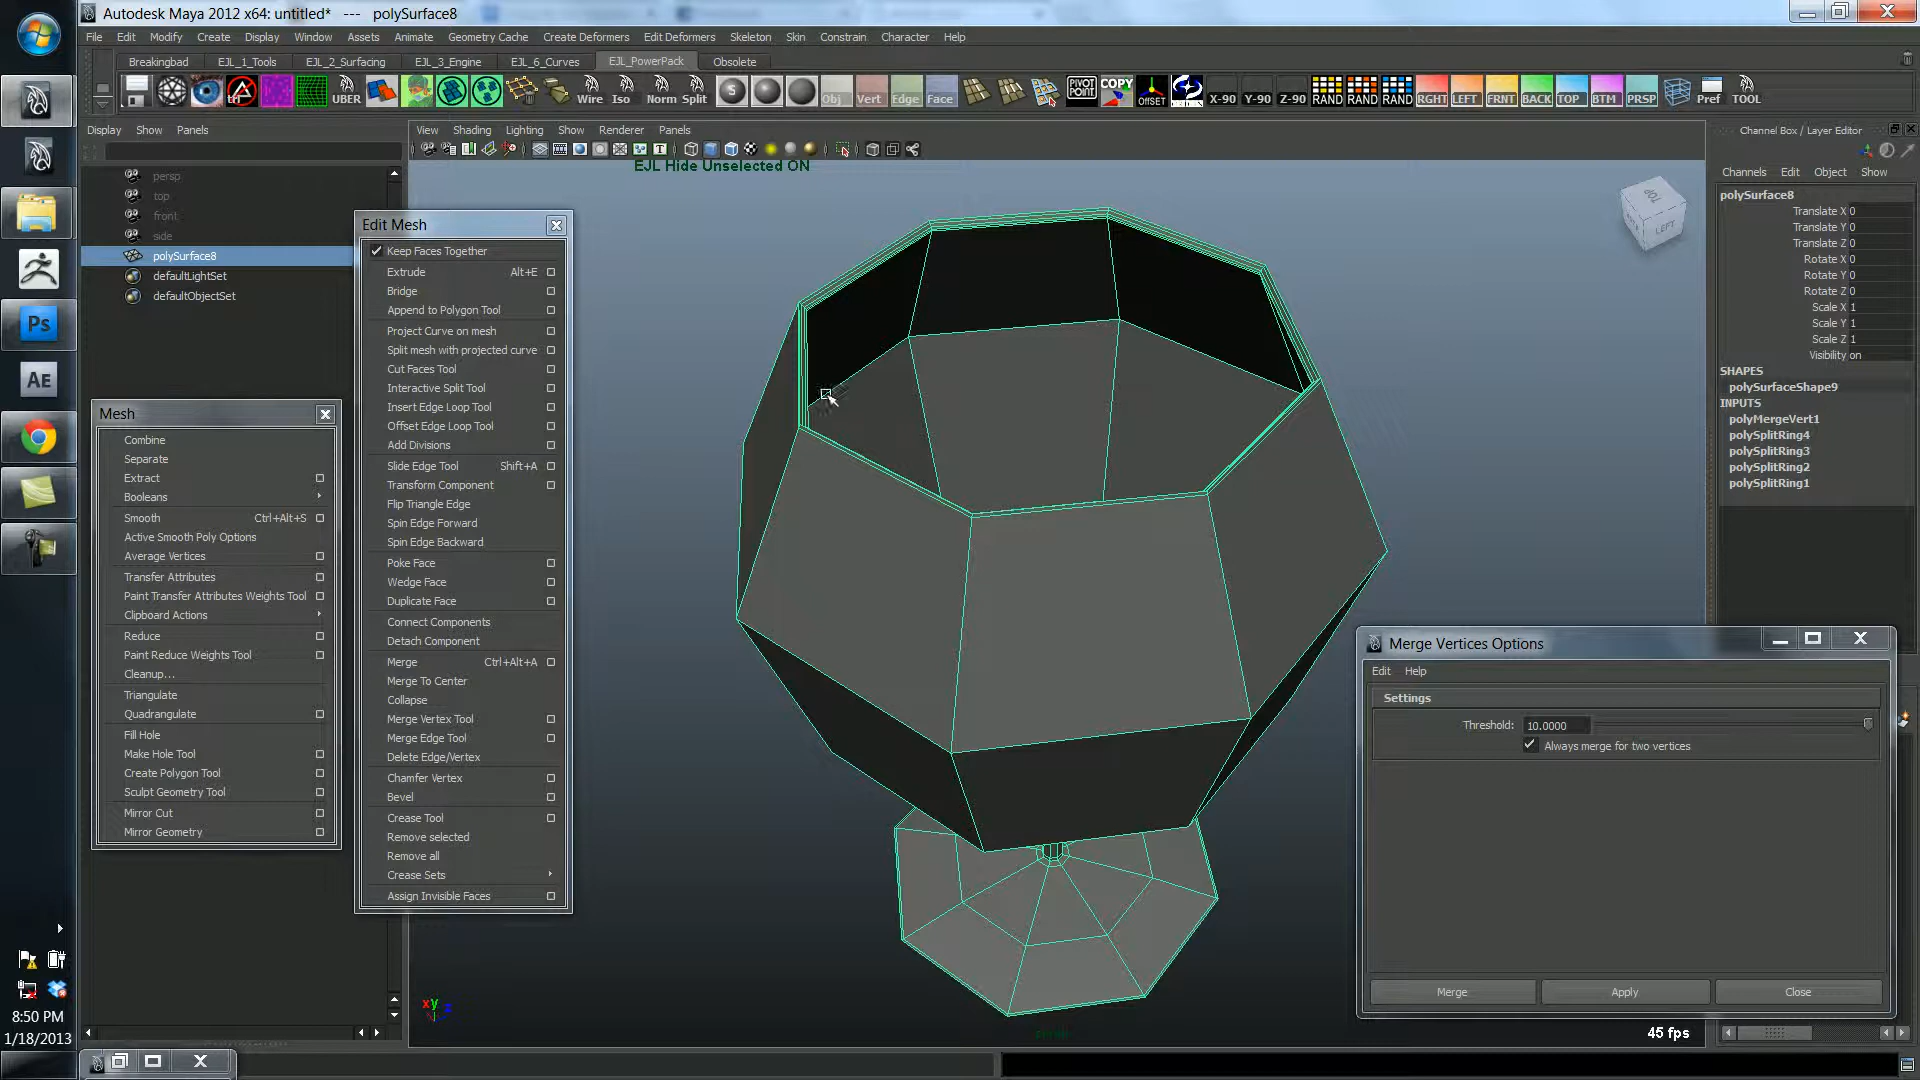 Autodesk Maya 2012 x64: untitled*   ---   polySurface8
File Edit Modify Create Display Window Assets Animate Geometry Cache Create Deformers Edit Deformers Skeleton Skin Constrain Character Help
Breakingbad EJL_1_Tools EJL_2_Surfacing EJL_3_Engine EJL_6_Curves EJL_PowerPack Obsolete
UBER Wire Iso Norm Split S Obj Vert Edge Face PIVOT POINT COPY OFFSET X-90 Y-90 Z-90 RAND RAND RAND RGHT LEFT FRNT BACK TOP BTM PRSP Pref TOOL
Display Show Panels
View Shading Lighting Show Renderer Panels
Channel Box / Layer Editor
EJL Hide Unselected ON
Channels Edit Object Show
persp
top
front
side
polySurface8
defaultLightSet
defaultObjectSet
TOP
LEFT
polySurface8
Translate X 0
Translate Y 0
Translate Z 0
Rotate X 0
Rotate Y 0
Rotate Z 0
Scale X 1
Scale Y 1
Scale Z 1
Visibility on
SHAPES
polySurfaceShape9
INPUTS
polyMergeVert1
polySplitRing4
polySplitRing3
polySplitRing2
polySplitRing1
Edit Mesh
Keep Faces Together
Extrude Alt+E
Bridge
Append to Polygon Tool
Project Curve on mesh
Split mesh with projected curve
Cut Faces Tool
Interactive Split Tool
Insert Edge Loop Tool
Offset Edge Loop Tool
Add Divisions
Slide Edge Tool Shift+A
Transform Component
Flip Triangle Edge
Spin Edge Forward
Spin Edge Backward
Poke Face
Wedge Face
Duplicate Face
Connect Components
Detach Component
Merge Ctrl+Alt+A
Merge To Center
Collapse
Merge Vertex Tool
Merge Edge Tool
Delete Edge/Vertex
Chamfer Vertex
Bevel
Crease Tool
Remove selected
Remove all
Crease Sets
Assign Invisible Faces
Mesh
Combine
Separate
Extract
Booleans
Smooth Ctrl+Alt+S
Active Smooth Poly Options
Average Vertices
Transfer Attributes
Paint Transfer Attributes Weights Tool
Clipboard Actions
Reduce
Paint Reduce Weights Tool
Cleanup...
Triangulate
Quadrangulate
Fill Hole
Make Hole Tool
Create Polygon Tool
Sculpt Geometry Tool
Mirror Cut
Mirror Geometry
Merge Vertices Options
Edit Help
Settings
Threshold: 10.0000
Always merge for two vertices
Merge Apply Close
Ps
AE
8:50 PM
1/18/2013
x y z
45 fps